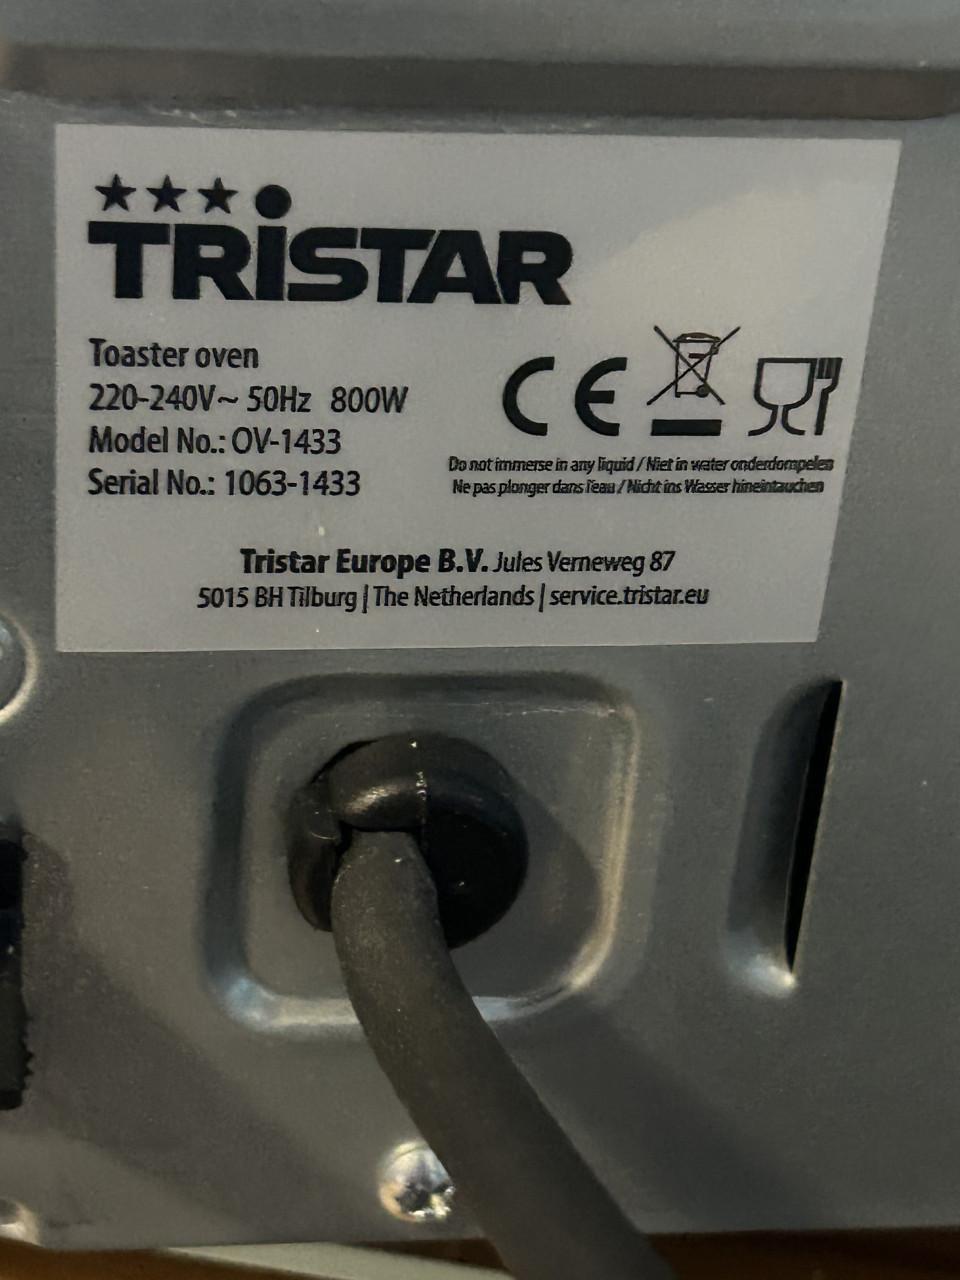 TRiSTAR
Toaster oven
220-240V~ 50Hz 800W
Model No.: OV-1433
Serial No.: 1063-1433
CE
Do not immerse in any liquid / Niet in water onderdompelen
Ne pas plonger dans l'eau / Nicht ins Wasser hineintauchen
Tristar Europe B.V. Jules Verneweg 87
5015 BH Tilburg | The Netherlands | service.tristar.eu